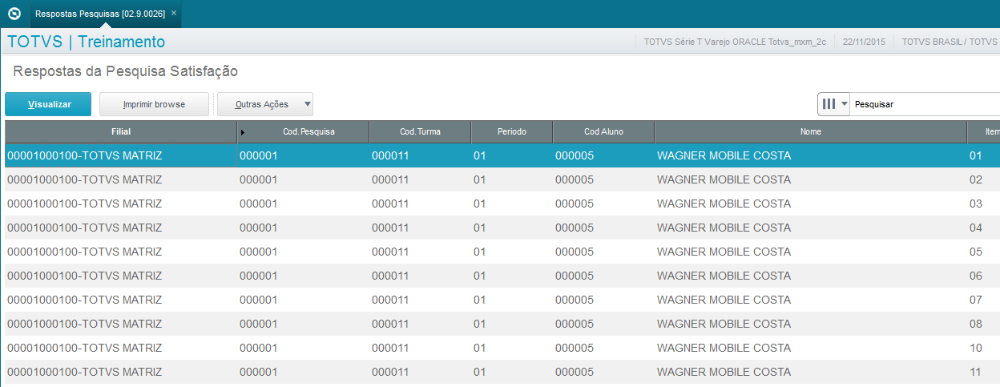 Respostas Pesquisas [02.9.0026] ×
TOTVS | Treinamento TOTVS Série T Varejo ORACLE Totvs_mxm_2c 22/11/2015 TOTVS BRASIL / TOTVS
Respostas da Pesquisa Satisfação
Visualizar Imprimir browse Outras Ações Pesquisar
Filial Cod.Pesquisa Cod.Turma Periodo Cod Aluno Nome Item
00001000100-TOTVS MATRIZ 000001 000011 01 000005 WAGNER MOBILE COSTA 01
00001000100-TOTVS MATRIZ 000001 000011 01 000005 WAGNER MOBILE COSTA 02
00001000100-TOTVS MATRIZ 000001 000011 01 000005 WAGNER MOBILE COSTA 03
00001000100-TOTVS MATRIZ 000001 000011 01 000005 WAGNER MOBILE COSTA 04
00001000100-TOTVS MATRIZ 000001 000011 01 000005 WAGNER MOBILE COSTA 05
00001000100-TOTVS MATRIZ 000001 000011 01 000005 WAGNER MOBILE COSTA 06
00001000100-TOTVS MATRIZ 000001 000011 01 000005 WAGNER MOBILE COSTA 07
00001000100-TOTVS MATRIZ 000001 000011 01 000005 WAGNER MOBILE COSTA 08
00001000100-TOTVS MATRIZ 000001 000011 01 000005 WAGNER MOBILE COSTA 10
00001000100-TOTVS MATRIZ 000001 000011 01 000005 WAGNER MOBILE COSTA 11